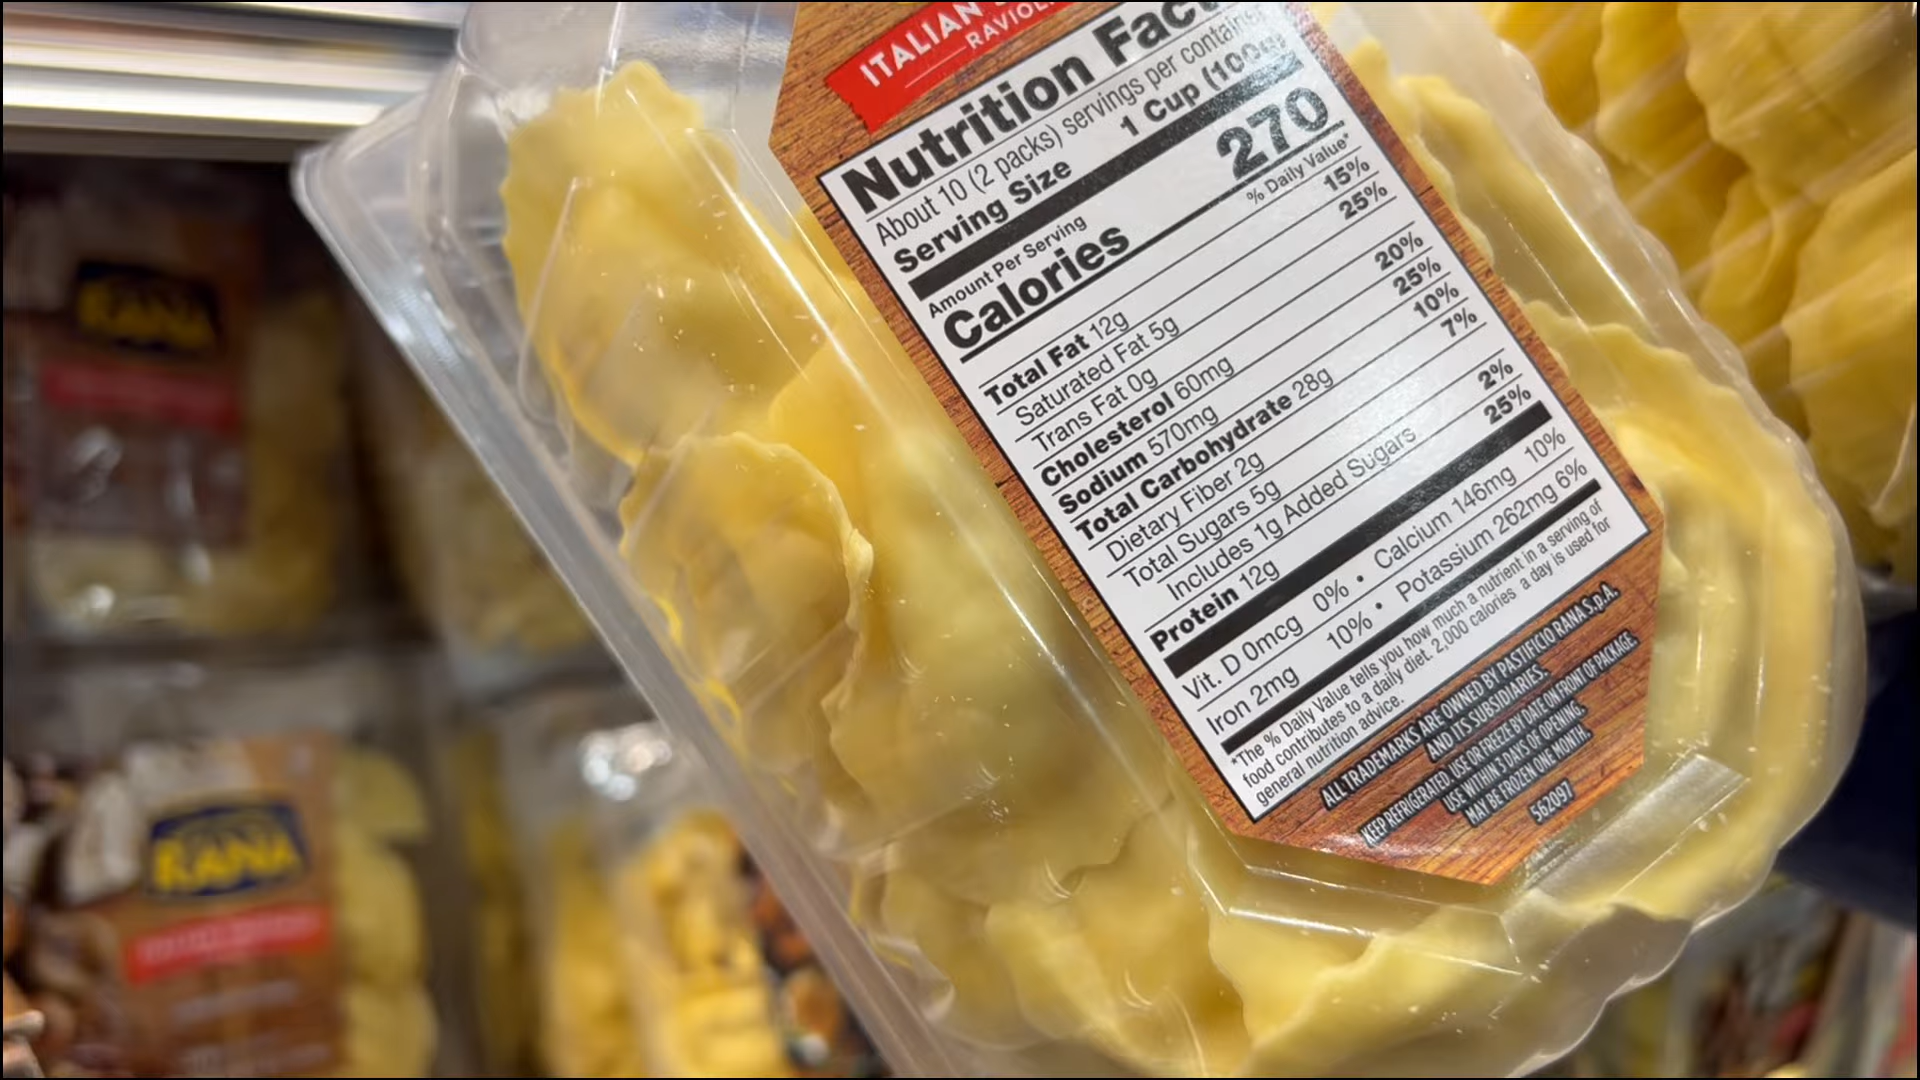 ITALIAN
RAVIOLI
Nutrition Fact
About 10 (2 packs) servings per container
Serving Size 1 Cup (100g)
Amount Per Serving
Calories 270
% Daily Value*
Total Fat 12g 15%
Saturated Fat 5g 25%
Trans Fat 0g
Cholesterol 60mg 20%
Sodium 570mg 25%
Total Carbohydrate 28g 10%
Dietary Fiber 2g 7%
Total Sugars 5g
Includes 1g Added Sugars 2%
Protein 12g 25%
Vit. D 0mcg 0% • Calcium 146mg 10%
Iron 2mg 10% • Potassium 262mg 6%
*The % Daily Value tells you how much a nutrient in a serving of
food contributes to a daily diet. 2,000 calories a day is used for
general nutrition advice.
ALL TRADEMARKS ARE OWNED BY PASTIFICIO RANA S.p.A.
AND ITS SUBSIDIARIES.
KEEP REFRIGERATED. USE OR FREEZE BY DATE ON FRONT OF PACKAGE.
USE WITHIN 3 DAYS OF OPENING.
MAY BE FROZEN ONE MONTH.
562097
RANA
RANA